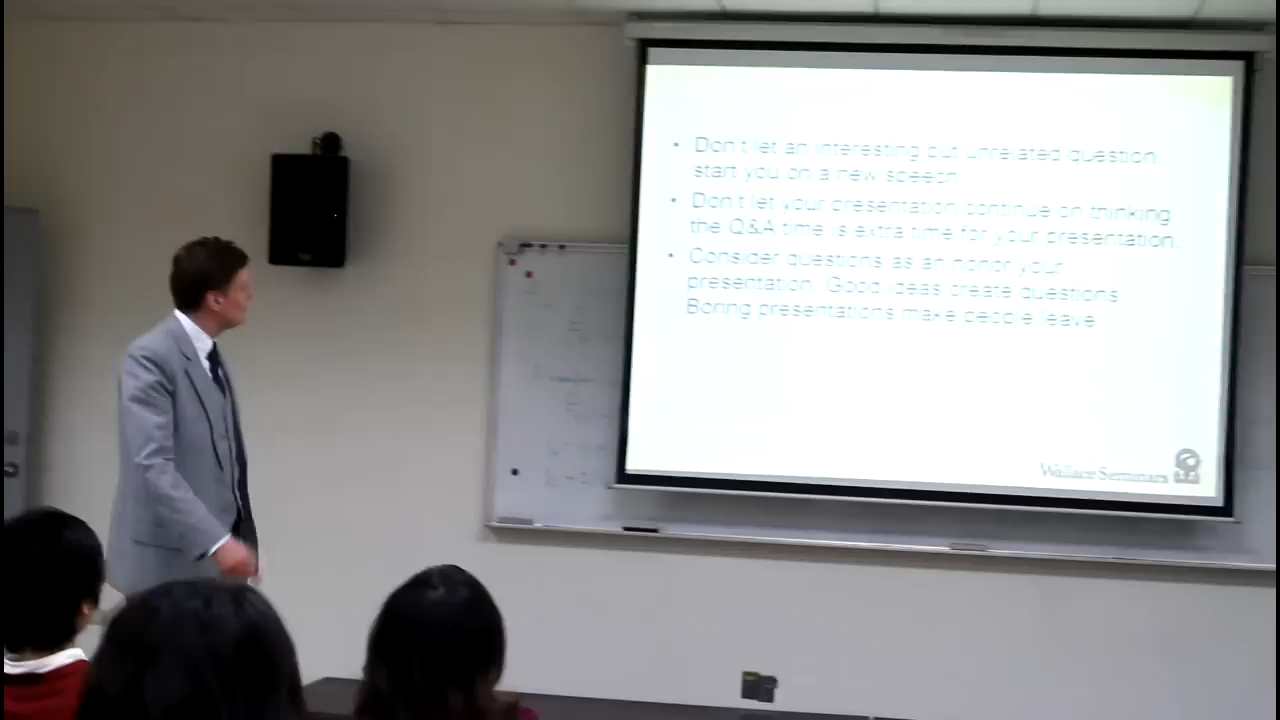 • Don't let an interesting but unrelated question
start you on a new speech
• Don't let your presentation continue on thinking
the Q&A time is extra time for your presentation.
• Consider questions as an honor your
presentation. Good ideas create questions
Boring presentations make people leave
Wallace Seminars